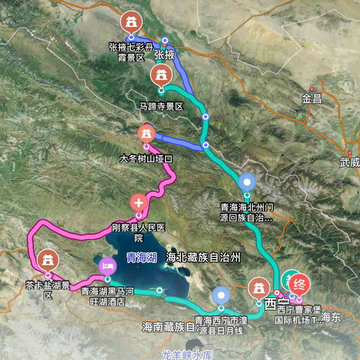 张掖七彩丹
霞景区
张掖
马蹄寺景区
金昌
武威
大冬树山垭口
青海海北州门
源回族自治...
刚察县人民医
院
青海湖
海北藏族自治州
茶卡盐湖景
区
青海湖黑马河
旺湖酒店
终
西宁
西宁曹家堡
国际机场T...
海东
青海西宁市湟
源县日月线
海南藏族自
龙羊峡水库